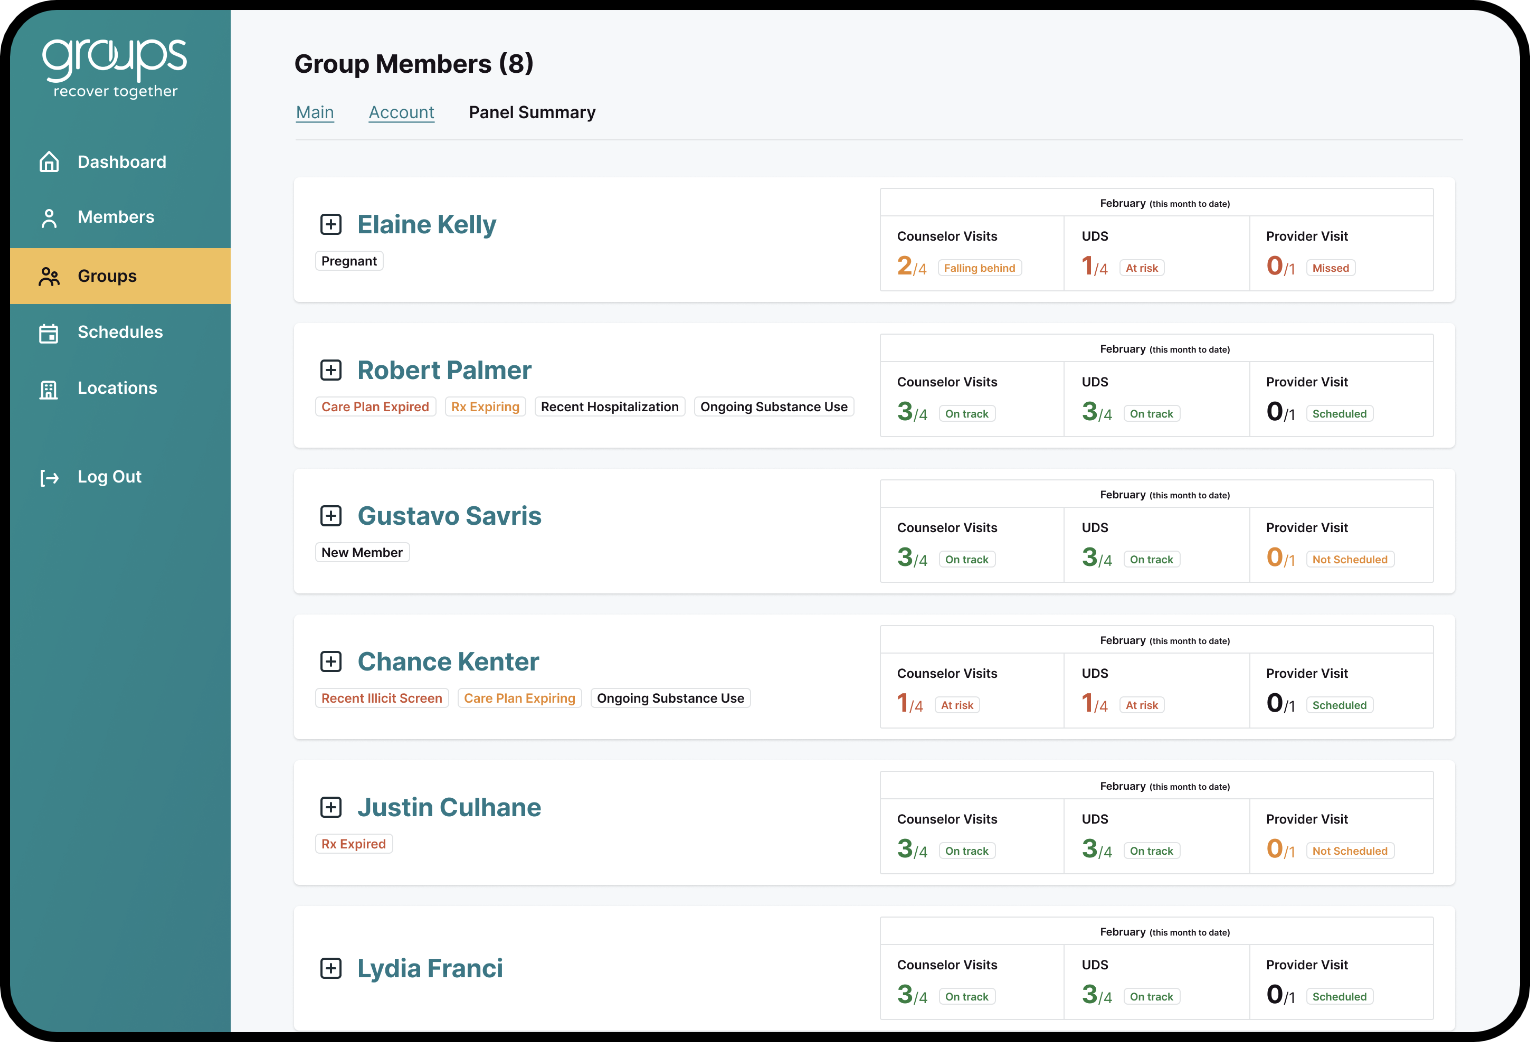 groups
recover together
Dashboard
Members
Groups
Schedules
Locations
Log Out
Group Members (8)
Main Account Panel Summary
Elaine Kelly
Pregnant
February (this month to date)
Counselor Visits UDS Provider Visit
2/4 Falling behind 1/4 At risk 0/1 Missed
Robert Palmer
Care Plan Expired Rx Expiring Recent Hospitalization Ongoing Substance Use
February (this month to date)
Counselor Visits UDS Provider Visit
3/4 On track 3/4 On track 0/1 Scheduled
Gustavo Savris
New Member
February (this month to date)
Counselor Visits UDS Provider Visit
3/4 On track 3/4 On track 0/1 Not Scheduled
Chance Kenter
Recent Illicit Screen Care Plan Expiring Ongoing Substance Use
February (this month to date)
Counselor Visits UDS Provider Visit
1/4 At risk 1/4 At risk 0/1 Scheduled
Justin Culhane
Rx Expired
February (this month to date)
Counselor Visits UDS Provider Visit
3/4 On track 3/4 On track 0/1 Not Scheduled
Lydia Franci
February (this month to date)
Counselor Visits UDS Provider Visit
3/4 On track 3/4 On track 0/1 Scheduled